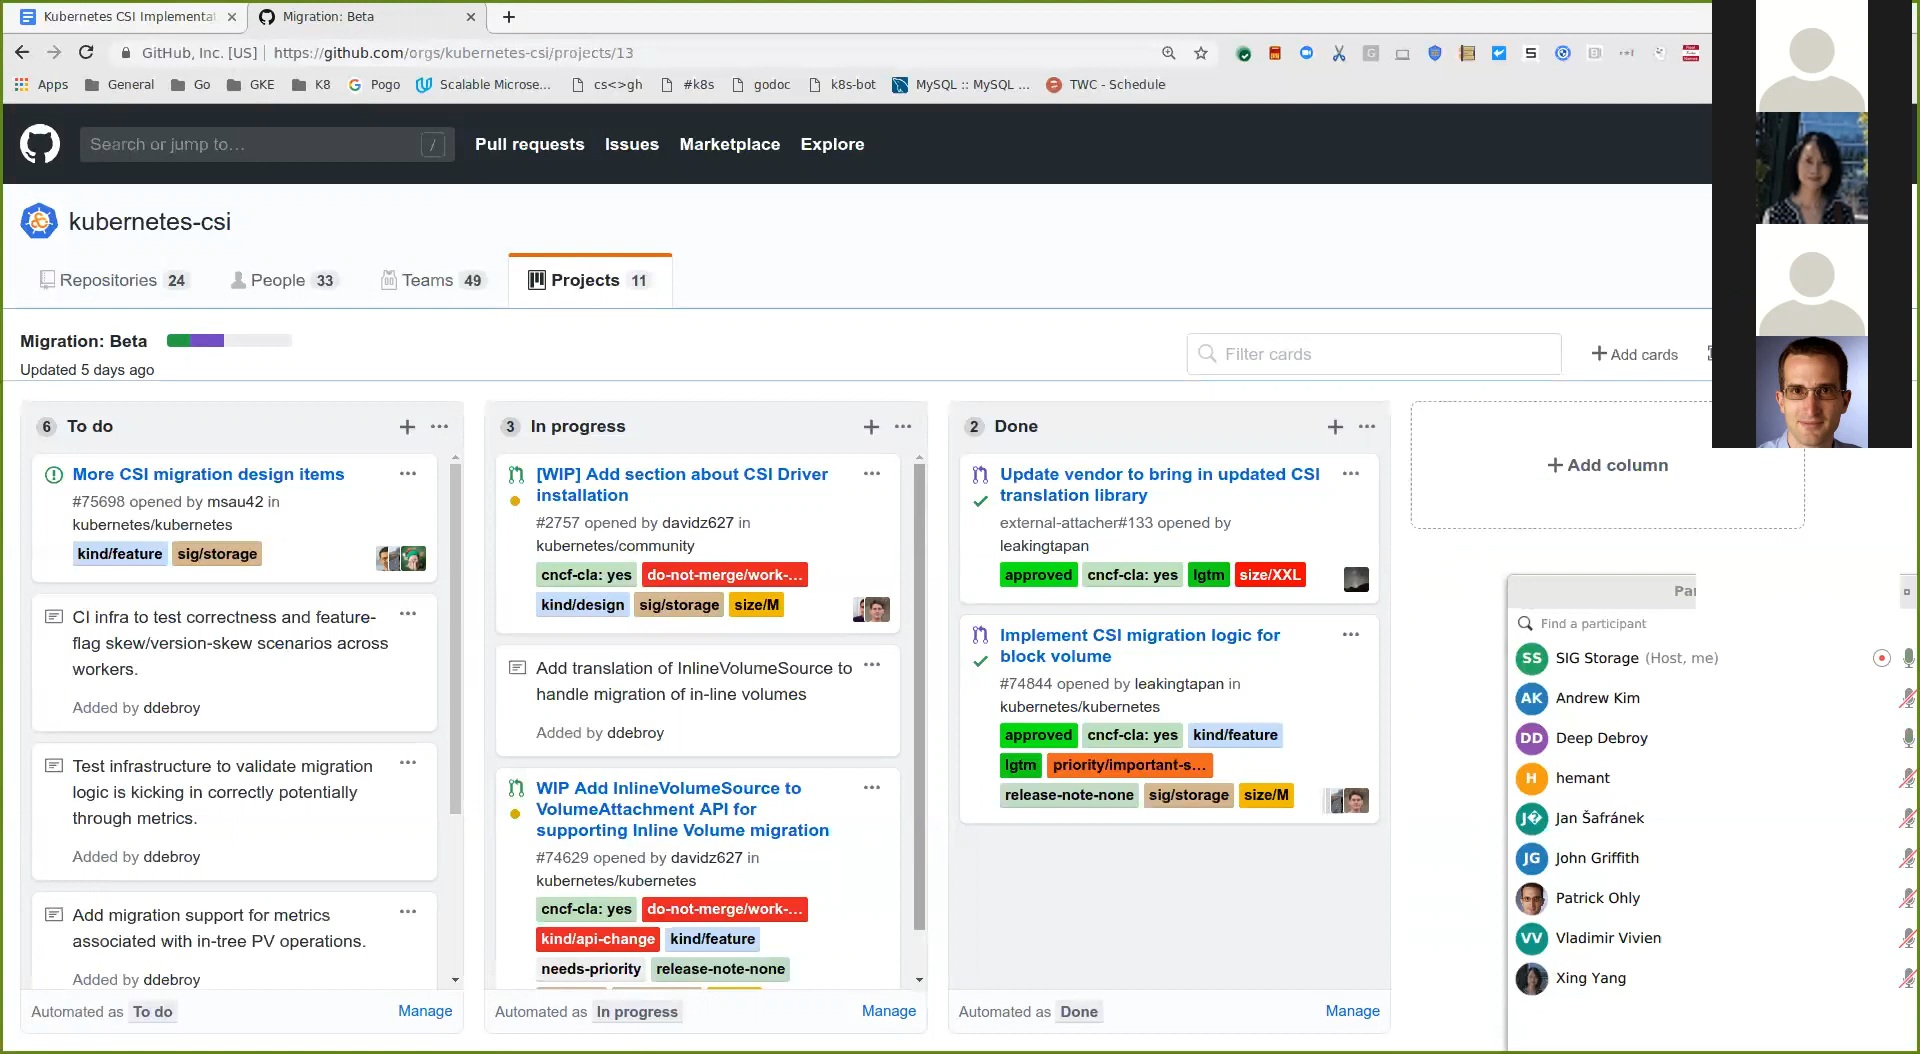 Kubernetes CSI Implementat
Migration: Beta
GitHub, Inc. [US]
https://github.com/orgs/kubernetes-csi/projects/13
Apps
General
Go
GKE
K8
Pogo
Scalable Microse...
cs<>gh
#k8s
godoc
k8s-bot
MySQL :: MySQL ...
TWC - Schedule
Search or jump to...
/
Pull requests
Issues
Marketplace
Explore
kubernetes-csi
Repositories 24
People 33
Teams 49
Projects 11
Migration: Beta
Updated 5 days ago
Filter cards
Add cards
6 To do
More CSI migration design items
#75698 opened by msau42 in
kubernetes/kubernetes
kind/feature sig/storage
CI infra to test correctness and feature-
flag skew/version-skew scenarios across
workers.
Added by ddebroy
Test infrastructure to validate migration
logic is kicking in correctly potentially
through metrics.
Added by ddebroy
Add migration support for metrics
associated with in-tree PV operations.
Added by ddebroy
Automated as To do
Manage
3 In progress
[WIP] Add section about CSI Driver
installation
#2757 opened by davidz627 in
kubernetes/community
cncf-cla: yes do-not-merge/work-...
kind/design sig/storage size/M
Add translation of InlineVolumeSource to
handle migration of in-line volumes
Added by ddebroy
WIP Add InlineVolumeSource to
VolumeAttachment API for
supporting Inline Volume migration
#74629 opened by davidz627 in
kubernetes/kubernetes
cncf-cla: yes do-not-merge/work-...
kind/api-change kind/feature
needs-priority release-note-none
Automated as In progress
Manage
2 Done
Update vendor to bring in updated CSI
translation library
external-attacher#133 opened by
leakingtapan
approved cncf-cla: yes lgtm size/XXL
Implement CSI migration logic for
block volume
#74844 opened by leakingtapan in
kubernetes/kubernetes
approved cncf-cla: yes kind/feature
lgtm priority/important-s...
release-note-none sig/storage size/M
Automated as Done
Manage
Add column
Par
Find a participant
SS SIG Storage (Host, me)
AK Andrew Kim
DD Deep Debroy
H hemant
J� Jan Šafránek
JG John Griffith
Patrick Ohly
VV Vladimir Vivien
Xing Yang